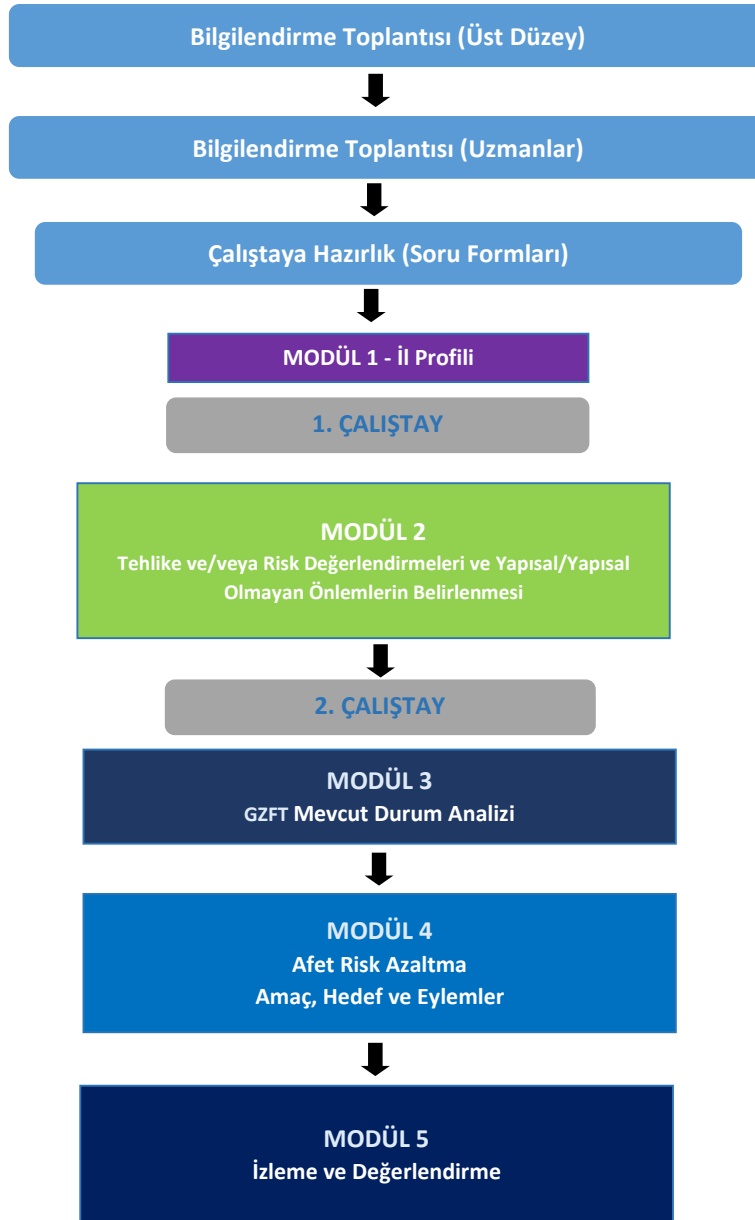 Bilgilendirme Toplantısı (Üst Düzey)
Bilgilendirme Toplantısı (Uzmanlar)
Çalıştaya Hazırlık (Soru Formları)
MODÜL 1 - İl Profili
1. ÇALIŞTAY
MODÜL 2
Tehlike ve/veya Risk Değerlendirmeleri ve Yapısal/Yapısal
Olmayan Önlemlerin Belirlenmesi
2. ÇALIŞTAY
MODÜL 3
GZFT Mevcut Durum Analizi
MODÜL 4
Afet Risk Azaltma
Amaç, Hedef ve Eylemler
MODÜL 5
İzleme ve Değerlendirme